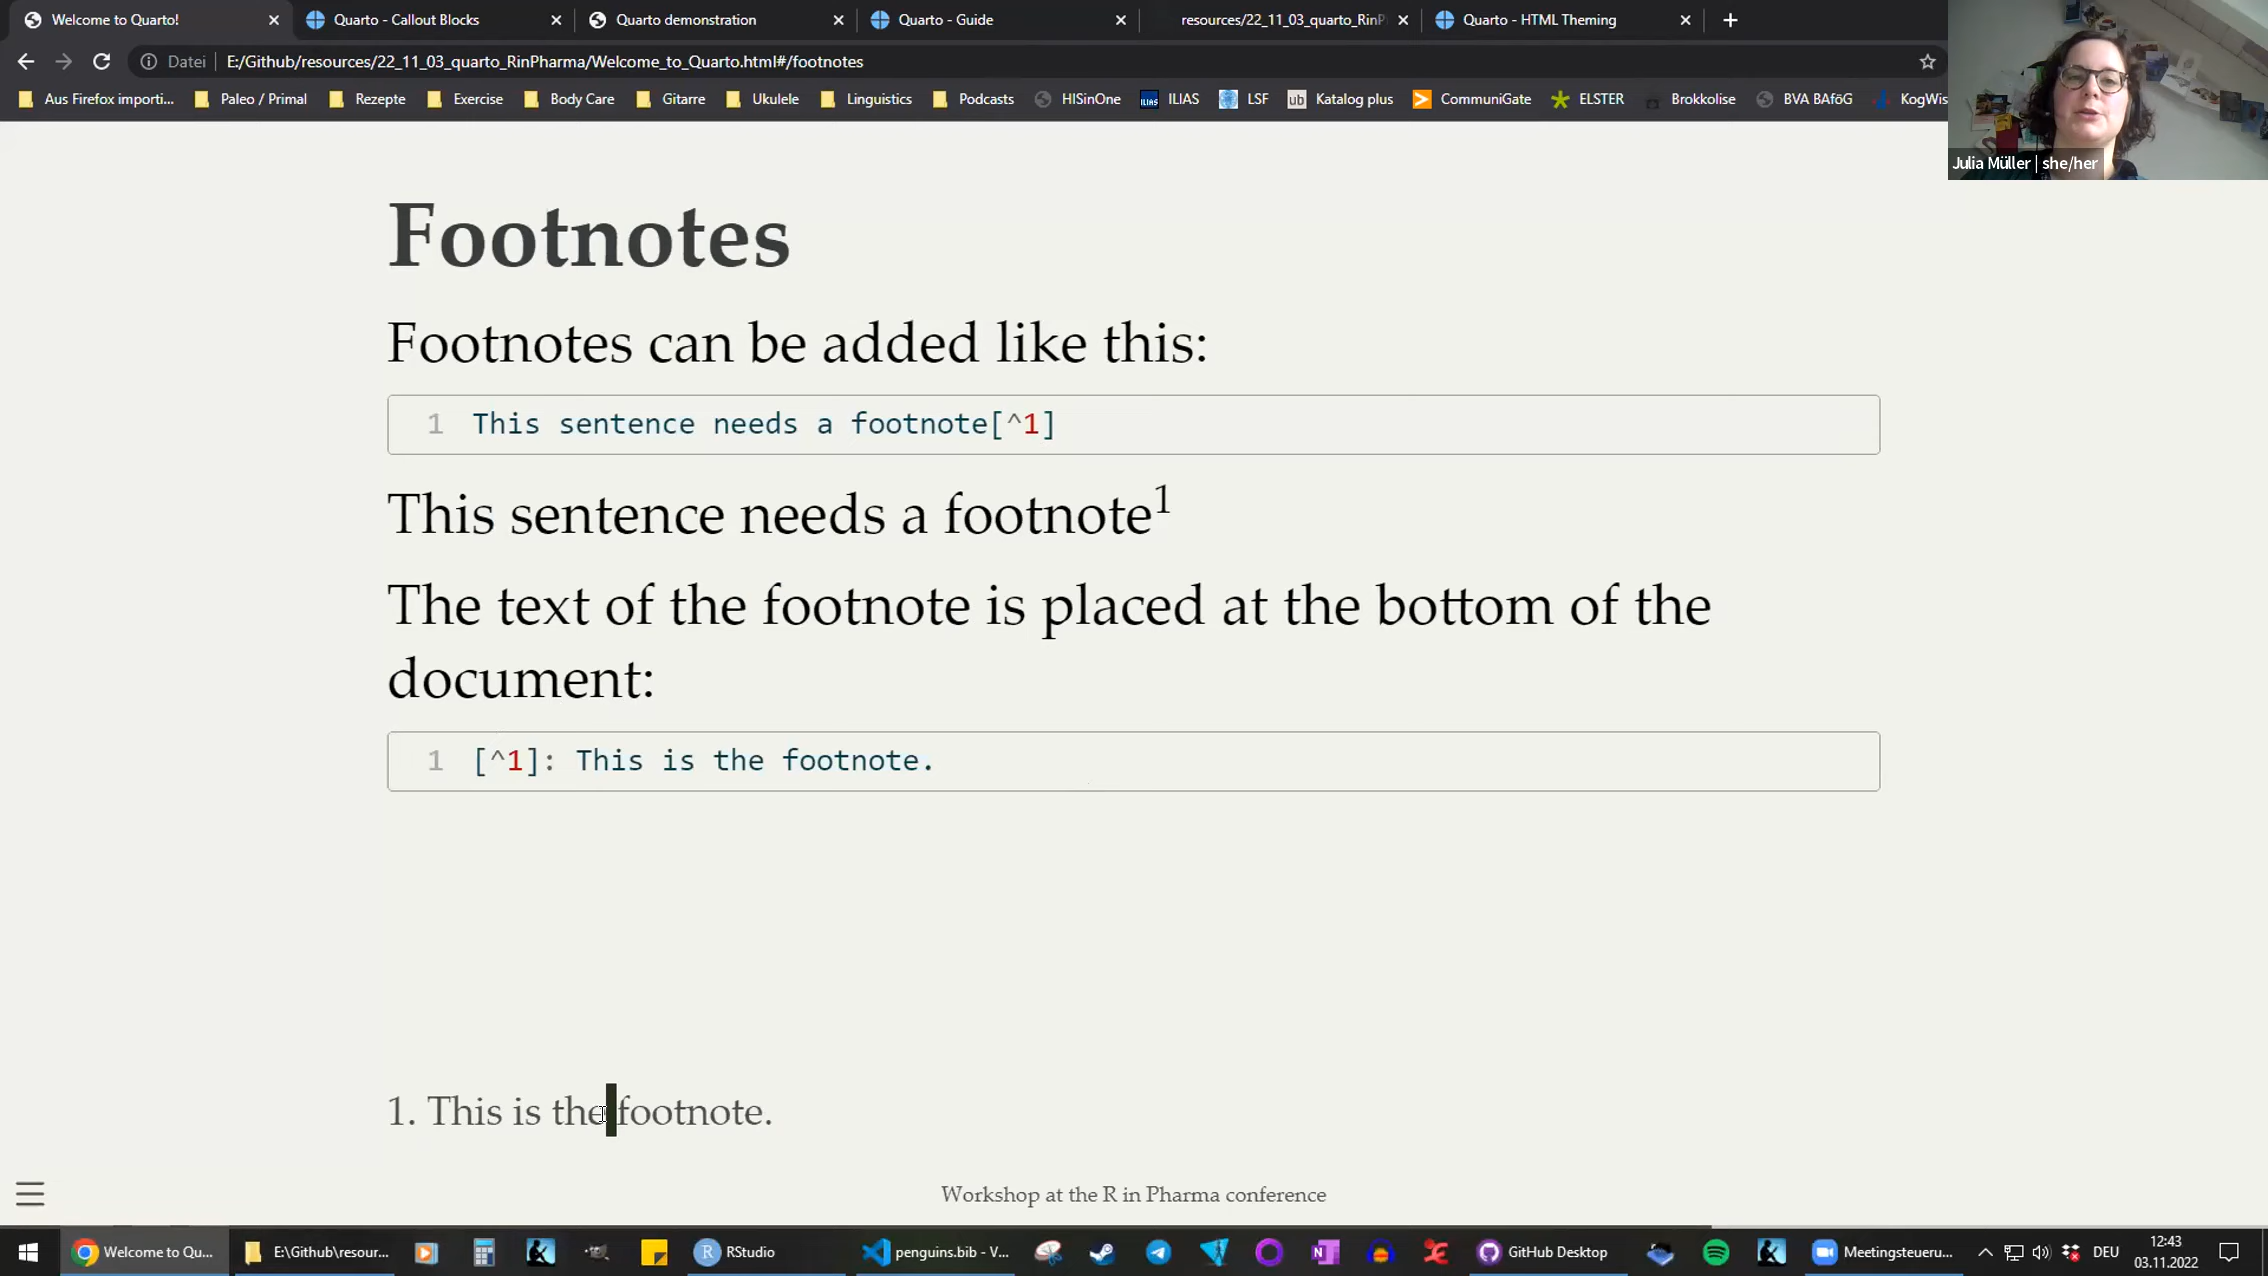 Welcome to Quarto!
Quarto - Callout Blocks
Quarto demonstration
Quarto - Guide
resources/22_11_03_quarto_RinP
Quarto - HTML Theming
Datei
E:/Github/resources/22_11_03_quarto_RinPharma/Welcome_to_Quarto.html#/footnotes
Aus Firefox importi...
Paleo / Primal
Rezepte
Exercise
Body Care
Gitarre
Ukulele
Linguistics
Podcasts
HISinOne
ILIAS ILIAS
LSF
ub Katalog plus
CommuniGate
ELSTER
Brokkolise
BVA BAföG
KogWis
Julia Müller | she/her
Footnotes
Footnotes can be added like this:
1 This sentence needs a footnote[^1]
This sentence needs a footnote1
The text of the footnote is placed at the bottom of the
document:
1 [^1]: This is the footnote.
1. This is the footnote.
Workshop at the R in Pharma conference
Welcome to Qu...
E:\Github\resour...
R RStudio
penguins.bib - V...
N
GitHub Desktop
Meetingsteueru...
DEU
12:43
03.11.2022